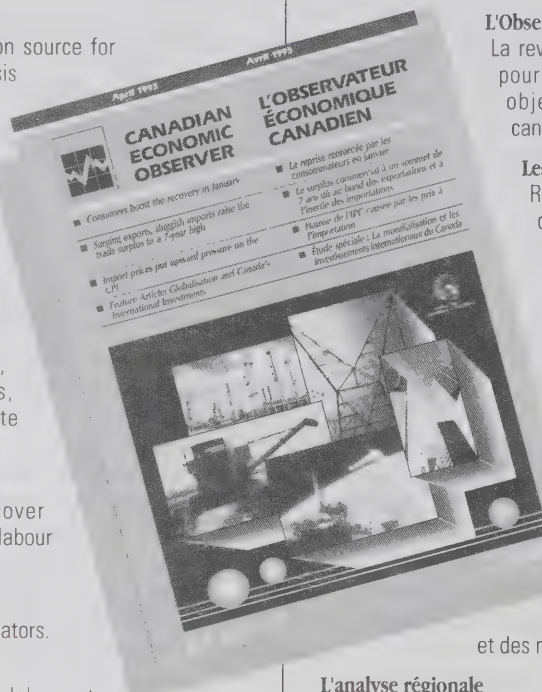 on source for
sis
,
s,
te
over
labour
ators.
April 1993
Avril 1993
CANADIAN
ECONOMIC
OBSERVER
Consumers boost the recovery in January
Surging exports, sluggish imports raise the
trade surplus to a 7-year high
Import prices put upward pressure on the
CPI
Feature Article: Globalisation and Canada's
International Investments
L'OBSERVATEUR
ÉCONOMIQUE
CANADIEN
La reprise renforcée par les
consommateurs en janvier
Le surplus commercial à un sommet de
7 ans dû au bond des exportations et à
l'inertie des importations
Hausse de l'IPC causée par les prix à
l'importation
Étude spéciale : La mondialisation et les
investissements internationaux du Canada
L'Obser
La rev
pour
obje
can
Les
R
et des r
L'analyse régionale